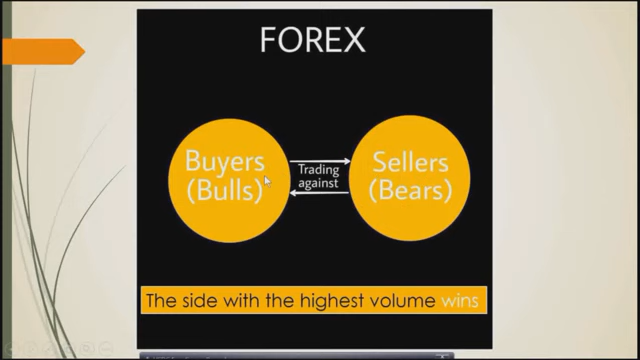 FOREX
Buyers
(Bulls)
Trading
against
Sellers
(Bears)
The side with the highest volume wins